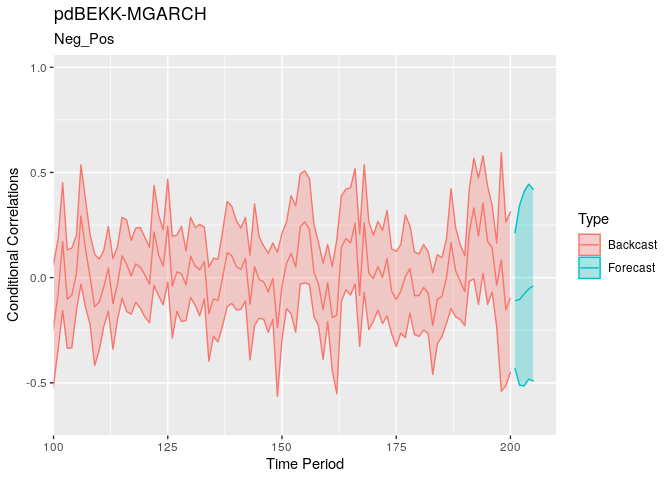 pdBEKK-MGARCH
Neg_Pos
1.0
0.5
0.0
-0.5
Conditional Correlations
100
125
150
175
200
Time Period
Type
Backcast
Forecast